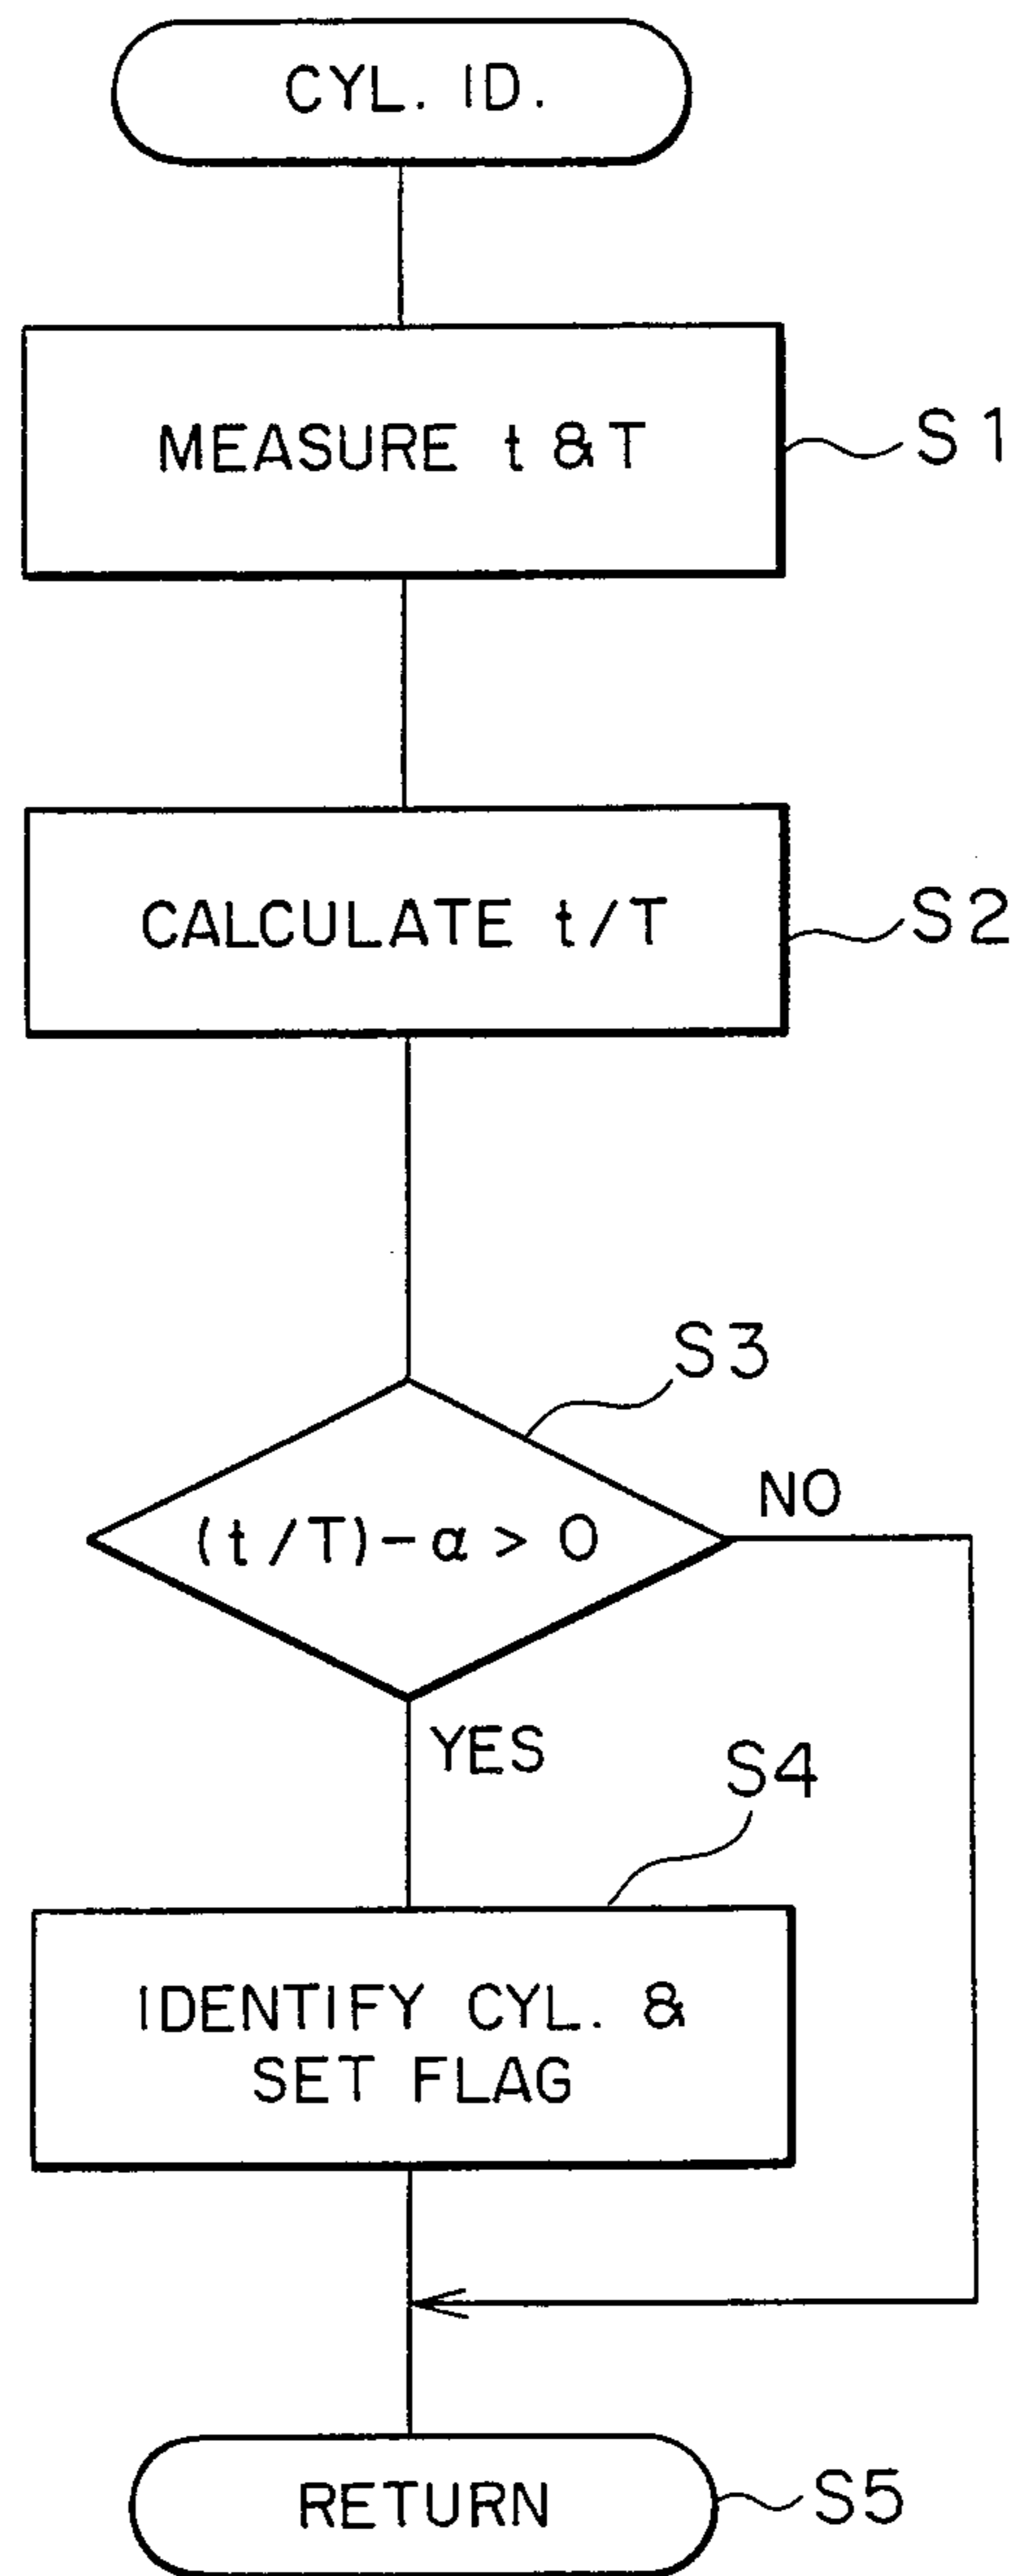 CYL. ID.
MEASURE t & T
S1
CALCULATE t/T
S2
S3
(t/T)-α > 0
NO
YES
S4
IDENTIFY CYL. &
SET FLAG
RETURN
S5